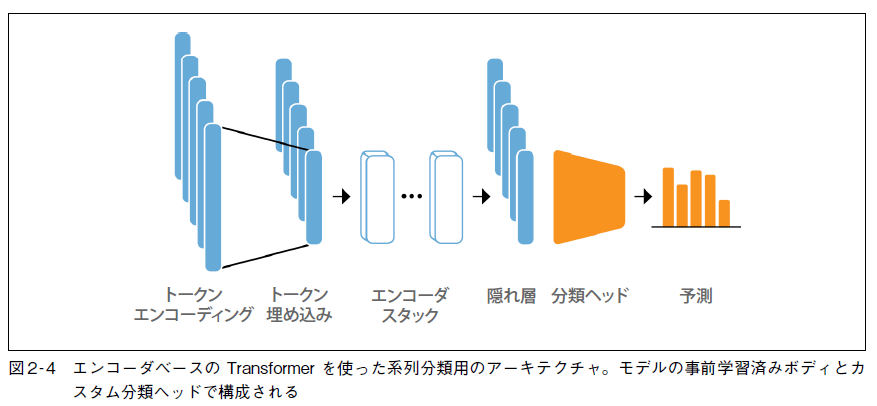 トークン
エンコーディング
トークン
埋め込み
エンコーダ
スタック
隠れ層
分類ヘッド
予測
図2-4 エンコーダベースの Transformer を使った系列分類用のアーキテクチャ。モデルの事前学習済みボディとカ
スタム分類ヘッドで構成される